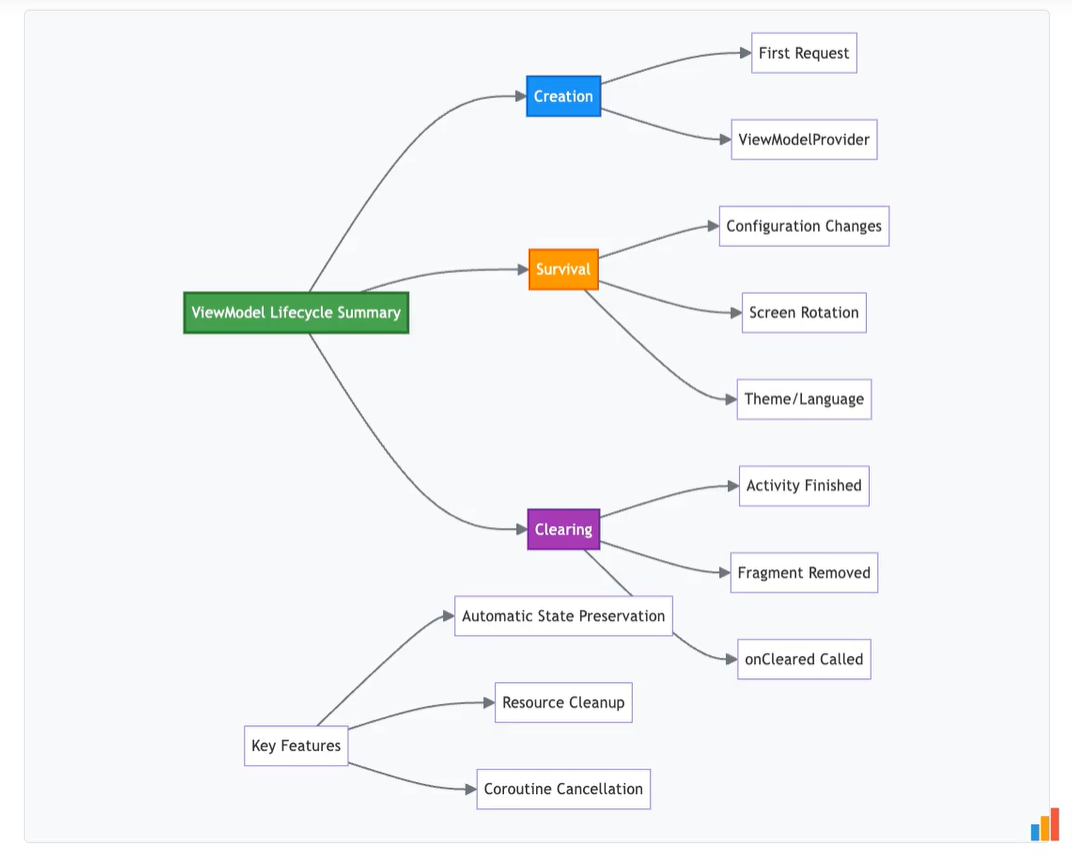 First Request
Creation
ViewModelProvider
Configuration Changes
Survival
ViewModel Lifecycle Summary
Screen Rotation
Theme/Language
Activity Finished
Clearing
Fragment Removed
Automatic State Preservation
onCleared Called
Resource Cleanup
Key Features
Coroutine Cancellation